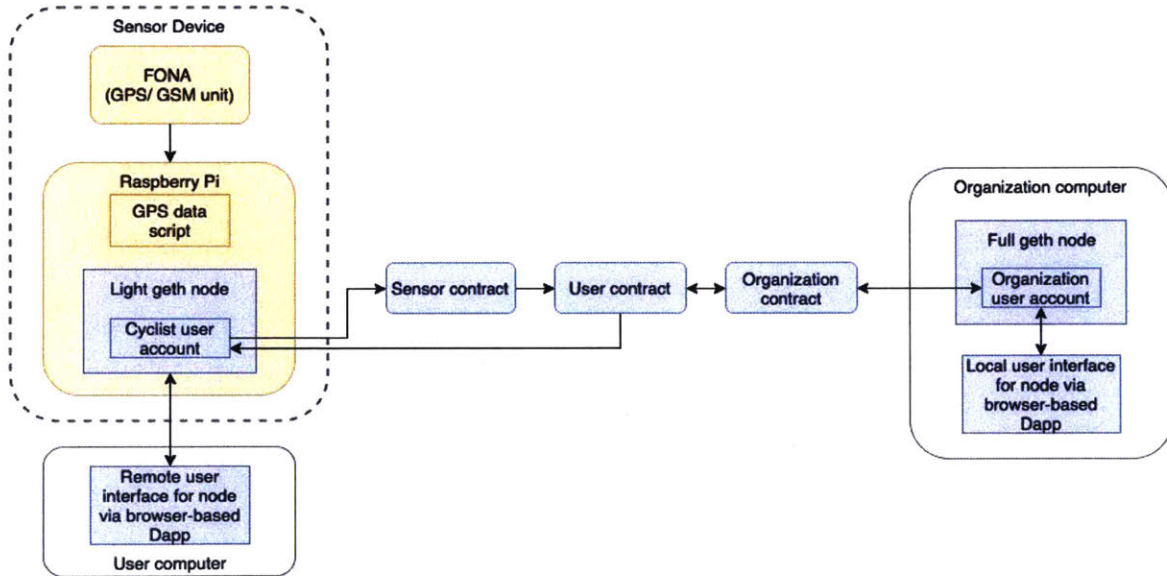 Sensor Device
FONA
(GPS/ GSM unit)
Raspberry Pi
GPS data
script
Light geth node
Cyclist user
account
Remote user
interface for node
via browser-based
Dapp
User computer
Sensor contract
User contract
Organization
contract
Organization computer
Full geth node
Organization
user account
Local user interface
for node via
browser-based
Dapp